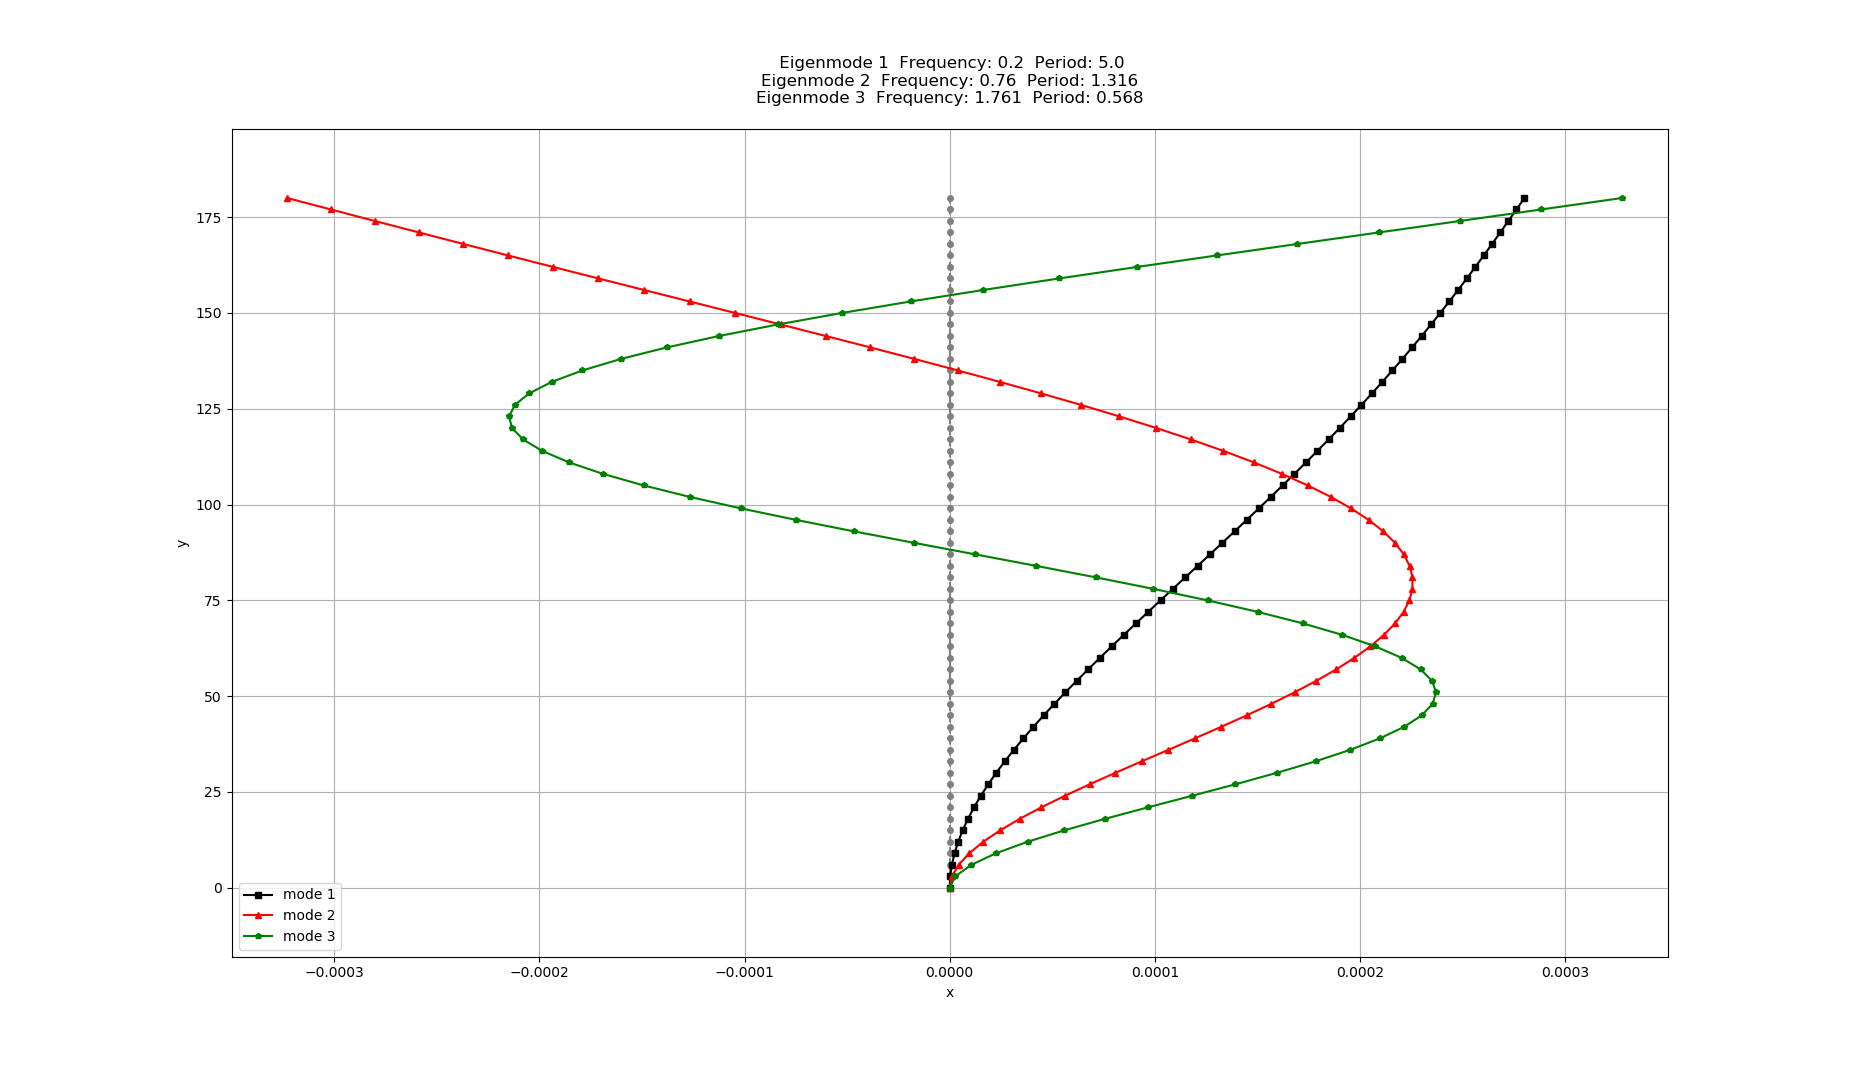 Eigenmode 1  Frequency: 0.2  Period: 5.0
Eigenmode 2  Frequency: 0.76  Period: 1.316
Eigenmode 3  Frequency: 1.761  Period: 0.568
175
150
125
100
75
50
25
0
y
mode 1
mode 2
mode 3
−0.0003
−0.0002
−0.0001
0.0000
0.0001
0.0002
0.0003
x